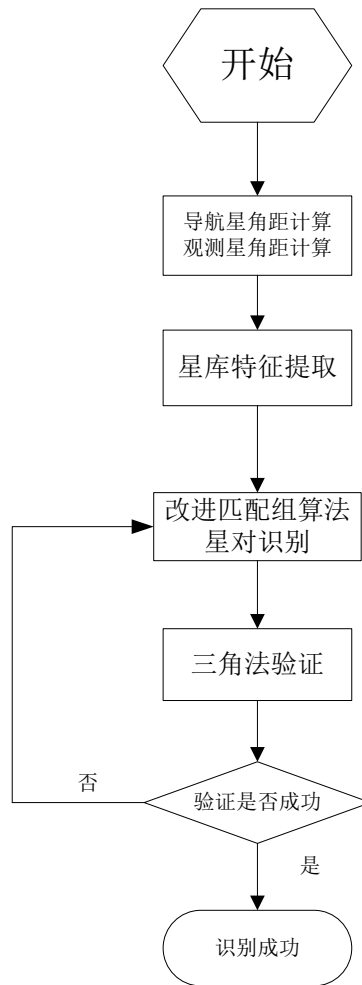 开始
导航星角距计算
观测星角距计算
星库特征提取
改进匹配组算法
星对识别
三角法验证
验证是否成功
否
是
识别成功